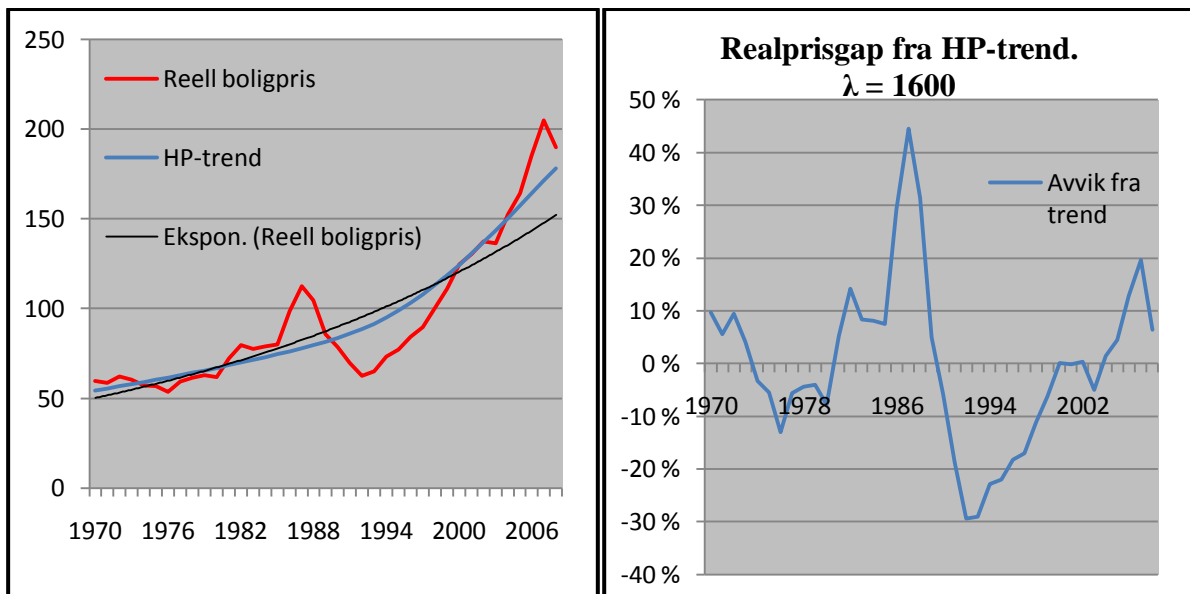 250
200
150
100
50
0
Reell boligpris
HP-trend
Ekspon. (Reell boligpris)
1970 1976 1982 1988 1994 2000 2006
Realprisgap fra HP-trend.
λ = 1600
50 %
40 %
30 %
20 %
10 %
0 %
-10 %
-20 %
-30 %
-40 %
Avvik fra
trend
1970 1978 1986 1994 2002